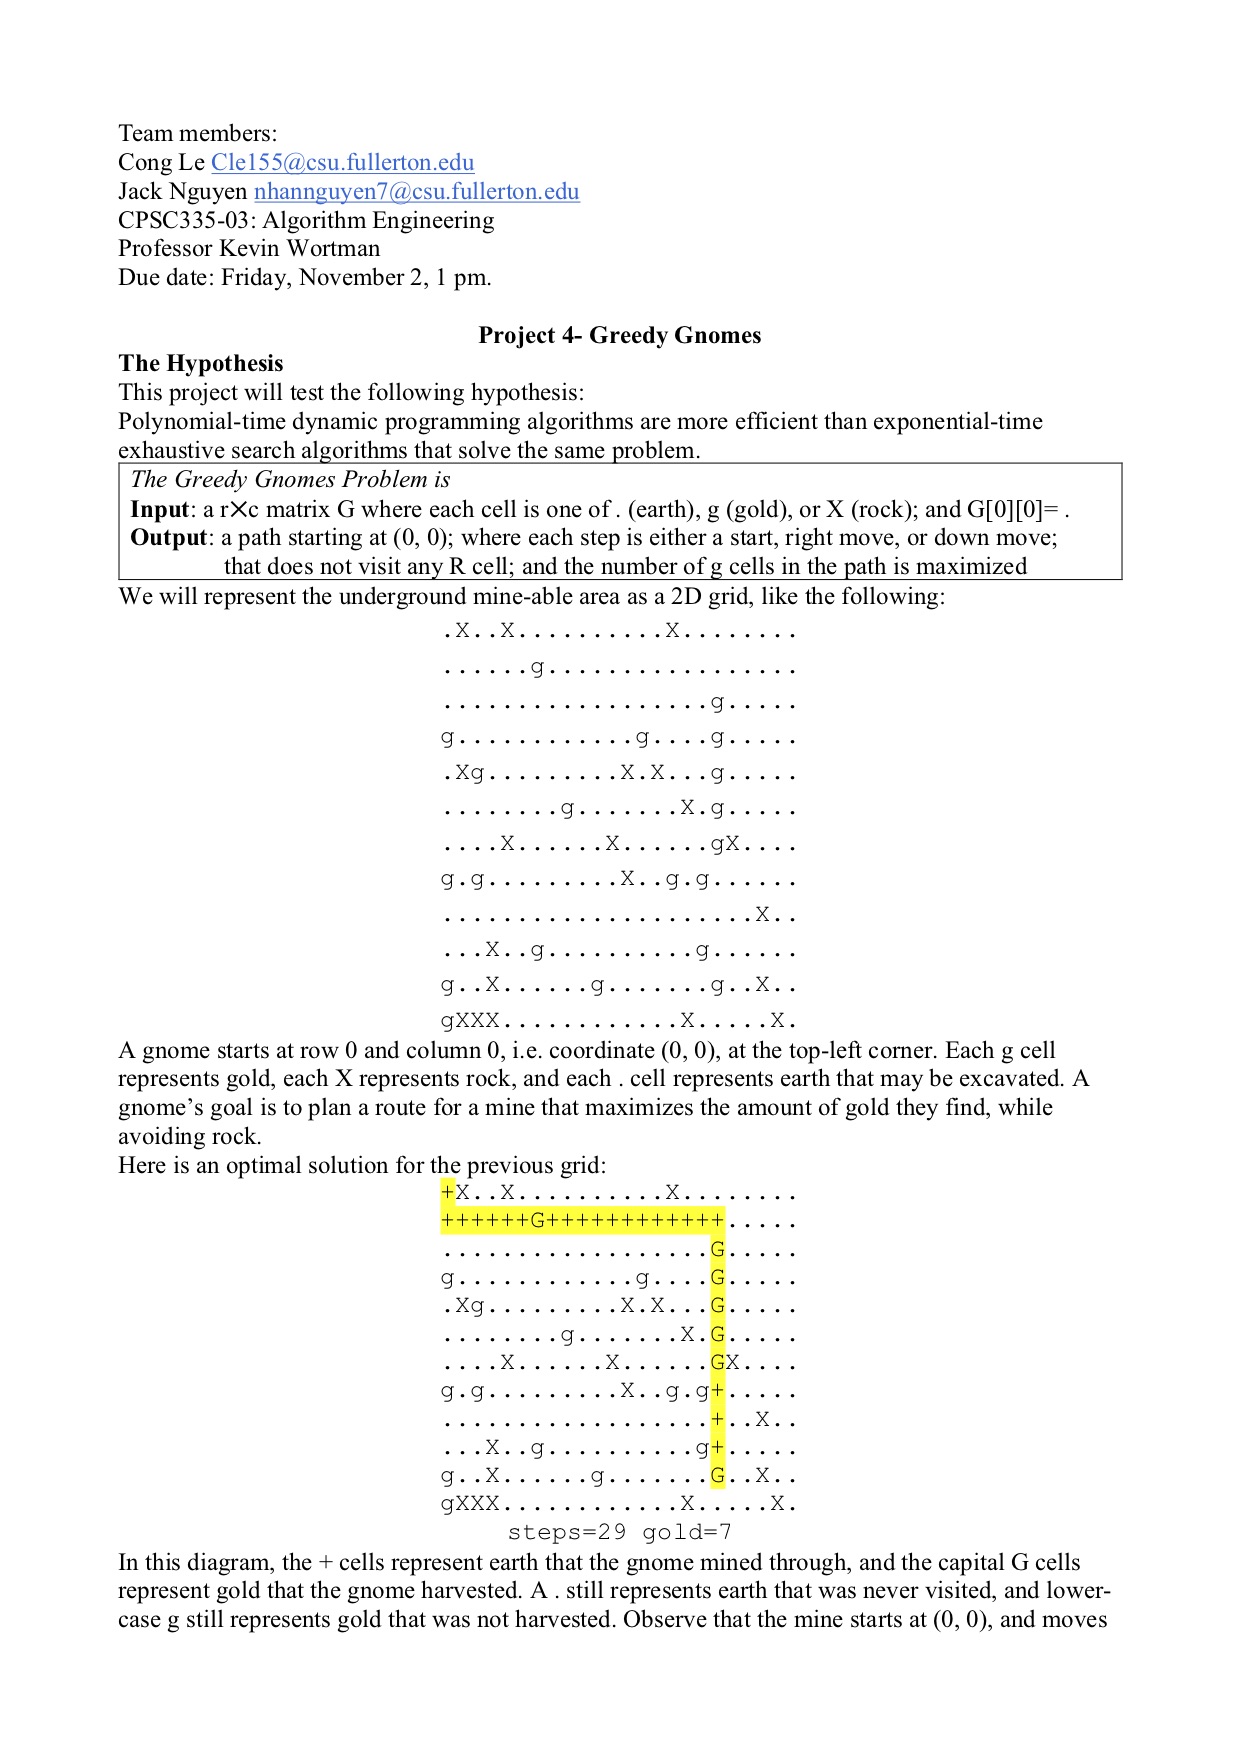 Team members:
Cong Le Cle155@csu.fullerton.edu
Jack Nguyen nhannguyen7@csu.fullerton.edu
CPSC335-03: Algorithm Engineering
Professor Kevin Wortman
Due date: Friday, November 2, 1 pm.
Project 4- Greedy Gnomes
The Hypothesis
This project will test the following hypothesis:
Polynomial-time dynamic programming algorithms are more efficient than exponential-time
exhaustive search algorithms that solve the same problem.
The Greedy Gnomes Problem is
Input: a r×c matrix G where each cell is one of . (earth), g (gold), or X (rock); and G[0][0]= .
Output: a path starting at (0, 0); where each step is either a start, right move, or down move;
that does not visit any R cell; and the number of g cells in the path is maximized
We will represent the underground mine-able area as a 2D grid, like the following:
.X..X..........X........
......g.................
..................g.....
g............g....g.....
.Xg.........X.X...g.....
........g.......X.g.....
....X......X......gX....
g.g.........X..g.g......
.....................X..
...X..g..........g......
g..X......g.......g..X..
gXXX............X.....X.
A gnome starts at row 0 and column 0, i.e. coordinate (0, 0), at the top-left corner. Each g cell
represents gold, each X represents rock, and each . cell represents earth that may be excavated. A
gnome’s goal is to plan a route for a mine that maximizes the amount of gold they find, while
avoiding rock.
Here is an optimal solution for the previous grid:
+X..X..........X........
++++++G++++++++++++.....
..................G.....
g............g....G.....
.Xg.........X.X...G.....
........g.......X.G.....
....X......X......GX....
g.g.........X..g.g+.....
..................+..X..
...X..g..........g+.....
g..X......g.......G..X..
gXXX............X.....X.
steps=29 gold=7
In this diagram, the + cells represent earth that the gnome mined through, and the capital G cells
represent gold that the gnome harvested. A . still represents earth that was never visited, and lower-
case g still represents gold that was not harvested. Observe that the mine starts at (0, 0), and moves